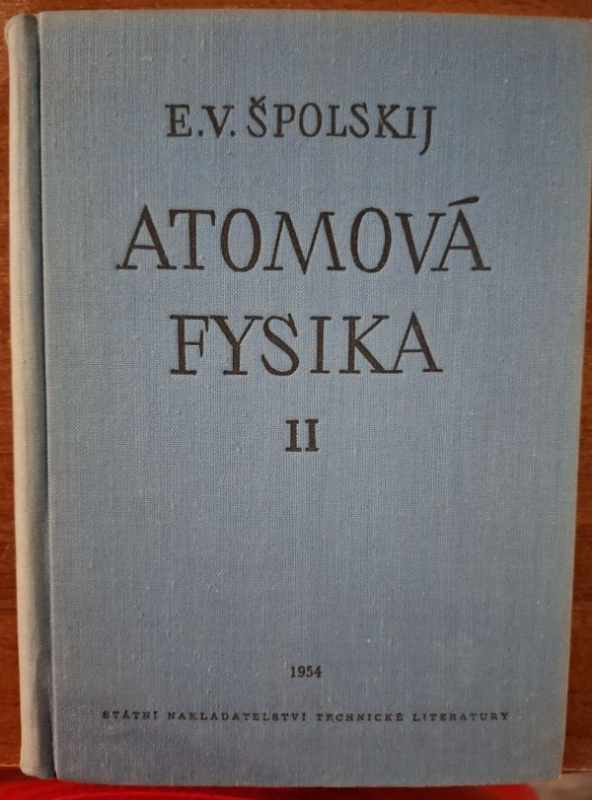 E.V. ŠPOLSKIJ
ATOMOVÁ
FYSIKA
II
1954
STÁTNÍ NAKLADATELSTVÍ TECHNICKÉ LITERATURY